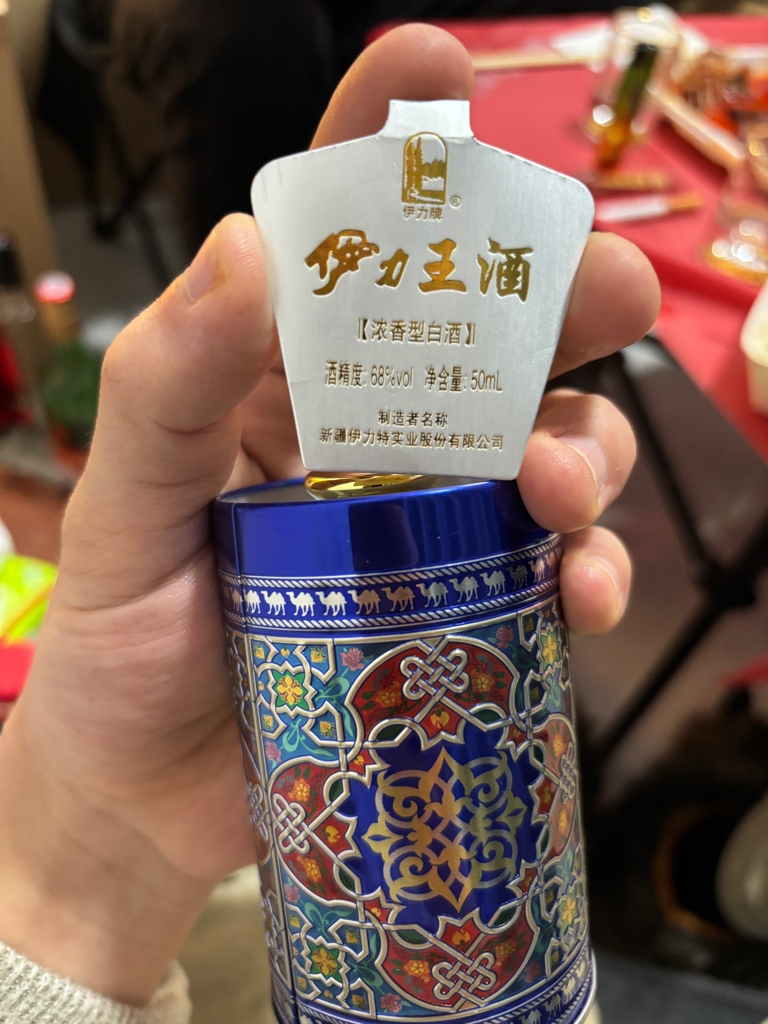 伊力牌®
伊力王酒
【浓香型白酒】
酒精度: 68%vol 净含量: 50mL
制造者名称
新疆伊力特实业股份有限公司